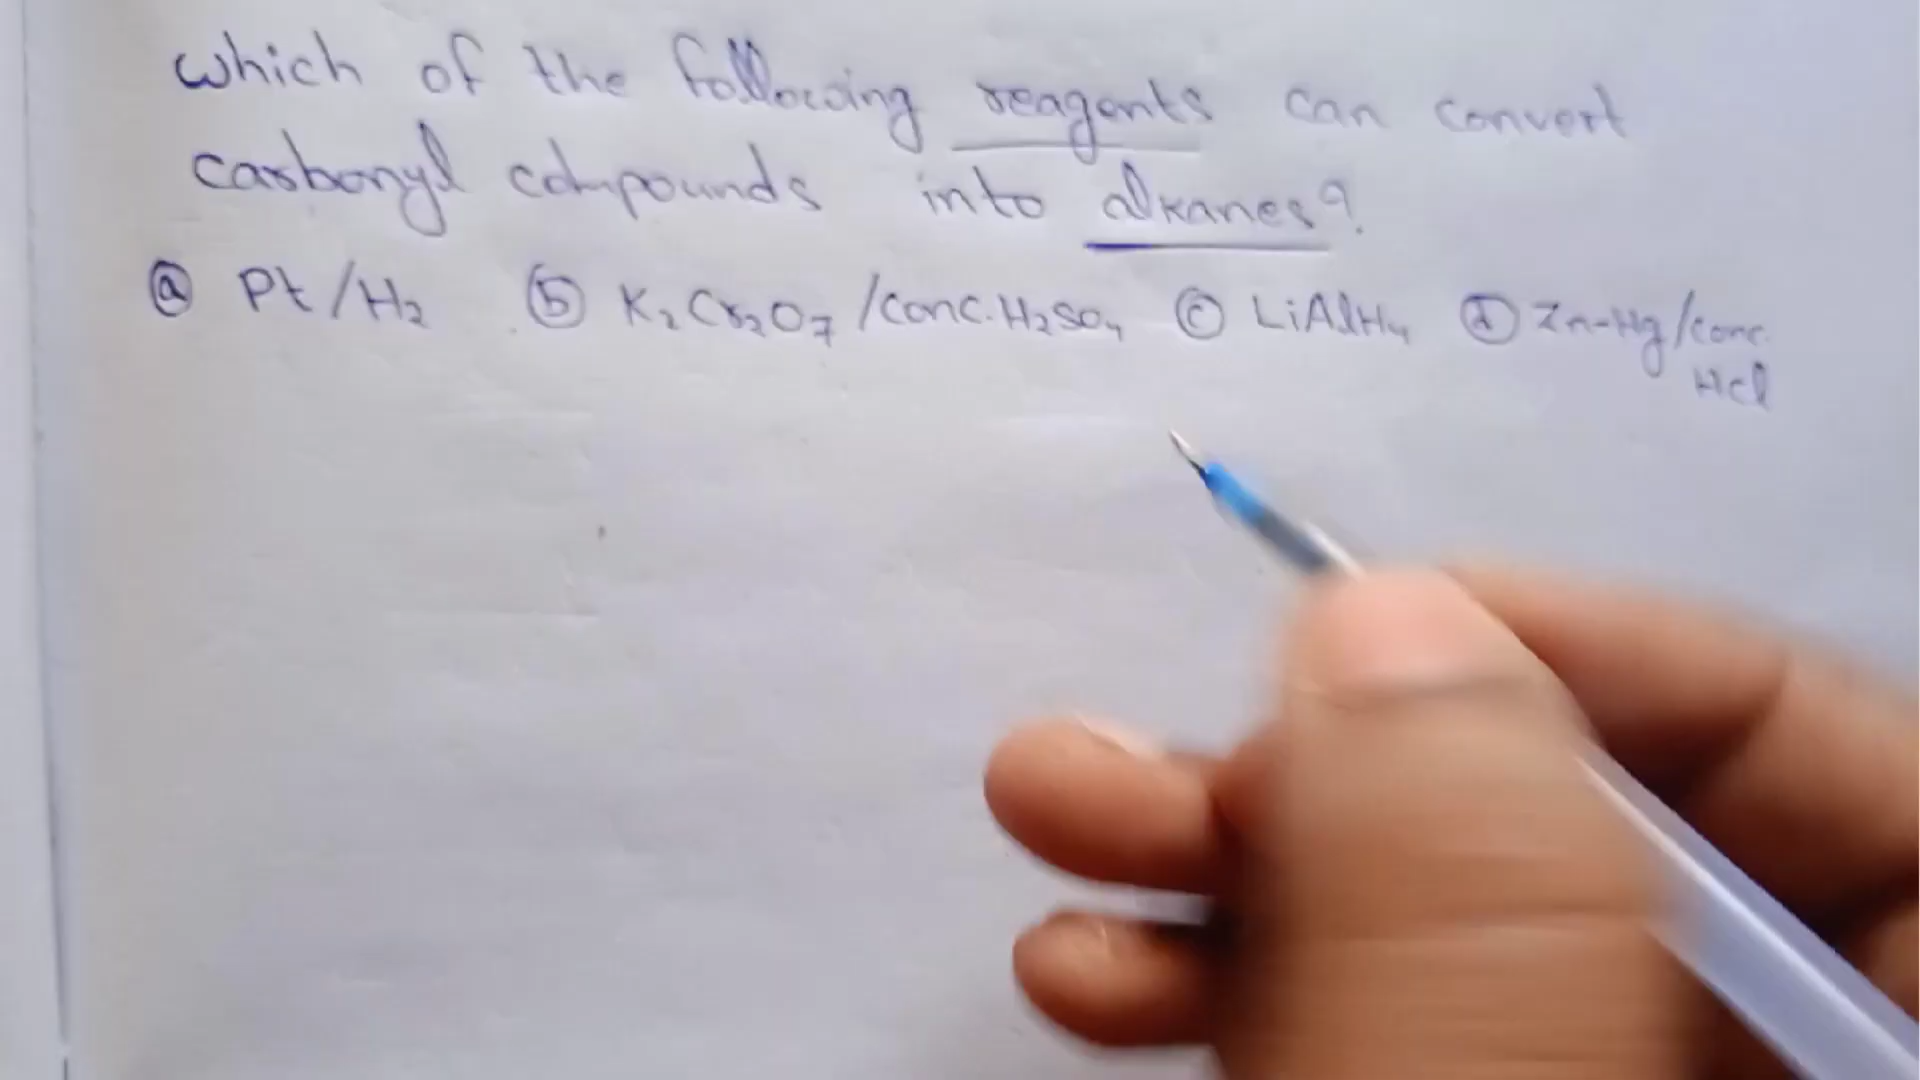 which of the following reagents can convert
carbonyl compounds into alkanes?
ⓐ Pt/H₂ ⓑ K₂Cr₂O₇/conc. H₂SO₄ ⓒ LiAlH₄ ⓓ Zn-Hg/conc.
HCl